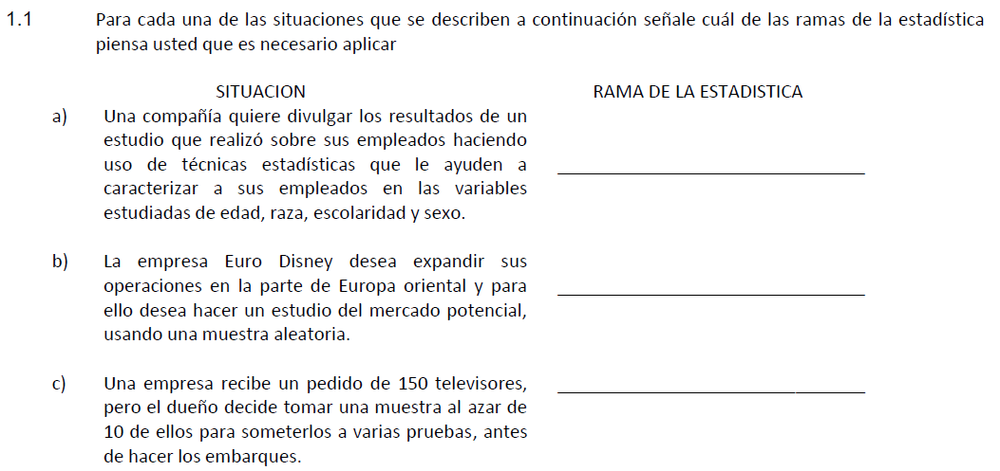 1.1 Para cada una de las situaciones que se describen a continuación señale cuál de las ramas de la estadística
piensa usted que es necesario aplicar
SITUACION RAMA DE LA ESTADISTICA
a) Una compañía quiere divulgar los resultados de un
estudio que realizó sobre sus empleados haciendo
uso de técnicas estadísticas que le ayuden a
caracterizar a sus empleados en las variables
estudiadas de edad, raza, escolaridad y sexo.
b) La empresa Euro Disney desea expandir sus
operaciones en la parte de Europa oriental y para
ello desea hacer un estudio del mercado potencial,
usando una muestra aleatoria.
c) Una empresa recibe un pedido de 150 televisores,
pero el dueño decide tomar una muestra al azar de
10 de ellos para someterlos a varias pruebas, antes
de hacer los embarques.